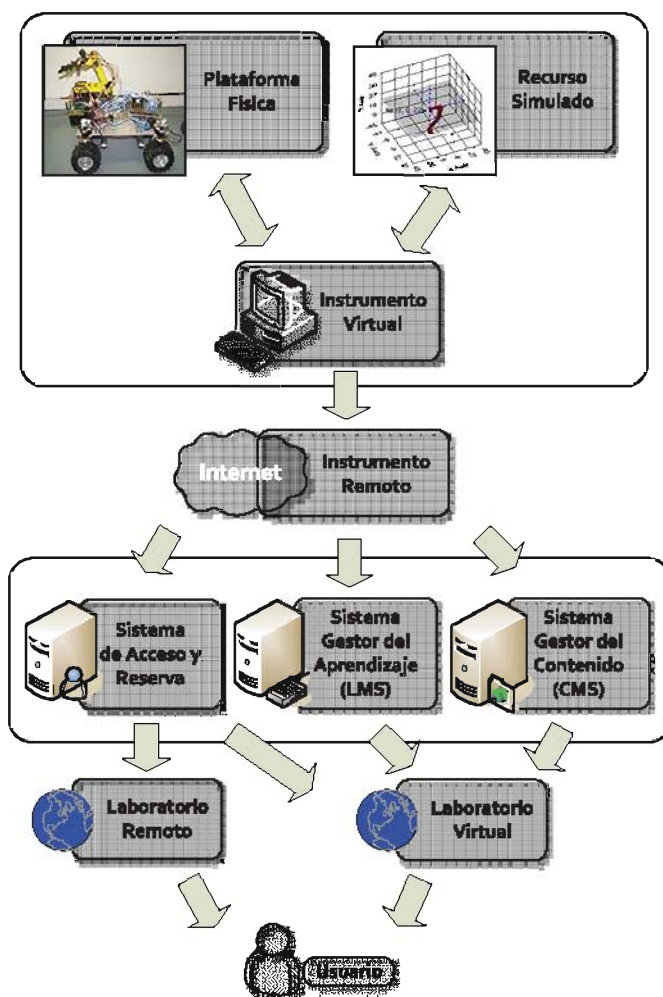 Plataforma
Física
Recurso
Simulado
Instrumento
Virtual
Internet
Instrumento
Remoto
Sistema
de Acceso y
Reserva
Sistema
Gestor del
Aprendizaje
(LMS)
Sistema
Gestor del
Contenido
(CMS)
Laboratorio
Remoto
Laboratorio
Virtual
Usuario